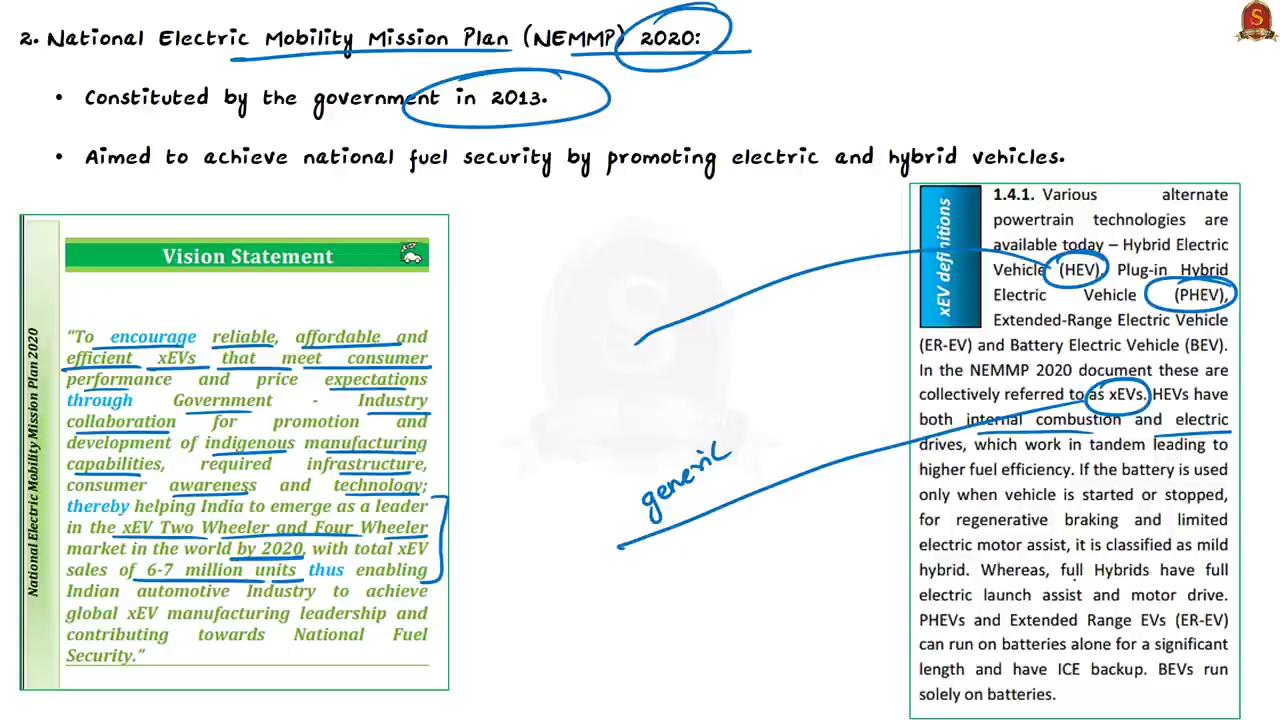 2. National Electric Mobility Mission Plan (NEMMP) 2020:
• Constituted by the government in 2013.
• Aimed to achieve national fuel security by promoting electric and hybrid vehicles.
National Electric Mobility Mission Plan 2020
Vision Statement
"To encourage reliable, affordable and
efficient xEVs that meet consumer
performance and price expectations
through Government - Industry
collaboration for promotion and
development of indigenous manufacturing
capabilities, required infrastructure,
consumer awareness and technology;
thereby helping India to emerge as a leader
in the xEV Two Wheeler and Four Wheeler
market in the world by 2020, with total xEV
sales of 6-7 million units thus enabling
Indian automotive Industry to achieve
global xEV manufacturing leadership and
contributing towards National Fuel
Security."
generic
xEV definitions
1.4.1. Various alternate
powertrain technologies are
available today – Hybrid Electric
Vehicle (HEV), Plug-in Hybrid
Electric Vehicle (PHEV),
Extended-Range Electric Vehicle
(ER-EV) and Battery Electric Vehicle (BEV).
In the NEMMP 2020 document these are
collectively referred to as xEVs. HEVs have
both internal combustion and electric
drives, which work in tandem leading to
higher fuel efficiency. If the battery is used
only when vehicle is started or stopped,
for regenerative braking and limited
electric motor assist, it is classified as mild
hybrid. Whereas, full Hybrids have full
electric launch assist and motor drive.
PHEVs and Extended Range EVs (ER-EV)
can run on batteries alone for a significant
length and have ICE backup. BEVs run
solely on batteries.